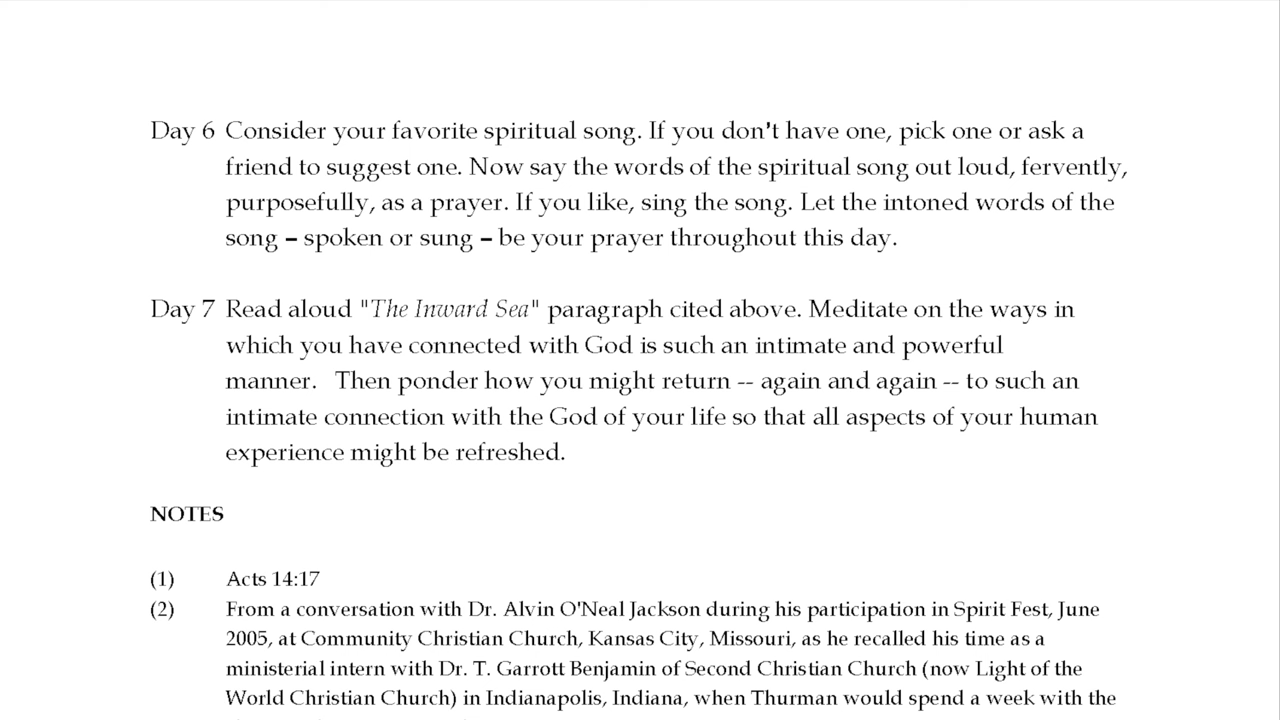 Day 6 Consider your favorite spiritual song. If you don't have one, pick one or ask a
friend to suggest one. Now say the words of the spiritual song out loud, fervently,
purposefully, as a prayer. If you like, sing the song. Let the intoned words of the
song – spoken or sung – be your prayer throughout this day.
Day 7 Read aloud "The Inward Sea" paragraph cited above. Meditate on the ways in
which you have connected with God is such an intimate and powerful
manner. Then ponder how you might return -- again and again -- to such an
intimate connection with the God of your life so that all aspects of your human
experience might be refreshed.
NOTES
(1) Acts 14:17
(2) From a conversation with Dr. Alvin O'Neal Jackson during his participation in Spirit Fest, June
2005, at Community Christian Church, Kansas City, Missouri, as he recalled his time as a
ministerial intern with Dr. T. Garrott Benjamin of Second Christian Church (now Light of the
World Christian Church) in Indianapolis, Indiana, when Thurman would spend a week with the